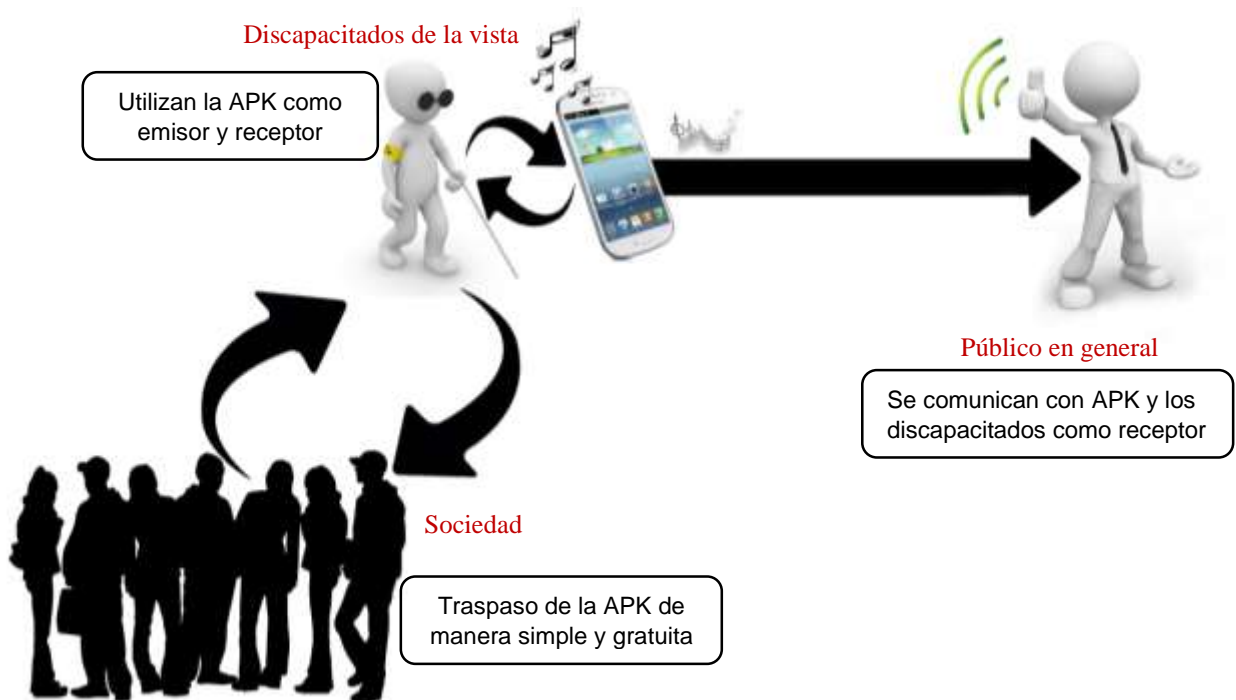 Discapacitados de la vista
Utilizan la APK como
emisor y receptor
Público en general
Se comunican con APK y los
discapacitados como receptor
Sociedad
Traspaso de la APK de
manera simple y gratuita